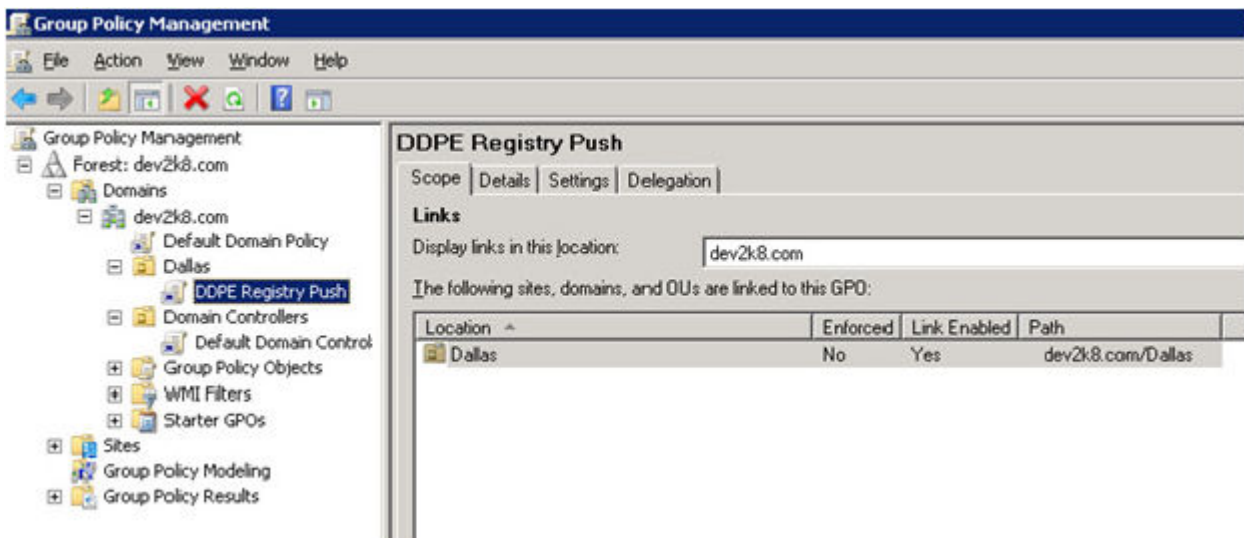 Group Policy Management
File Action View Window Help
Group Policy Management
Forest: dev2k8.com
Domains
dev2k8.com
Default Domain Policy
Dallas
DDPE Registry Push
Domain Controllers
Default Domain Control
Group Policy Objects
WMI Filters
Starter GPOs
Sites
Group Policy Modeling
Group Policy Results
DDPE Registry Push
Scope Details Settings Delegation
Links
Display links in this location: dev2k8.com
The following sites, domains, and OUs are linked to this GPO:
Location Enforced Link Enabled Path
Dallas No Yes dev2k8.com/Dallas